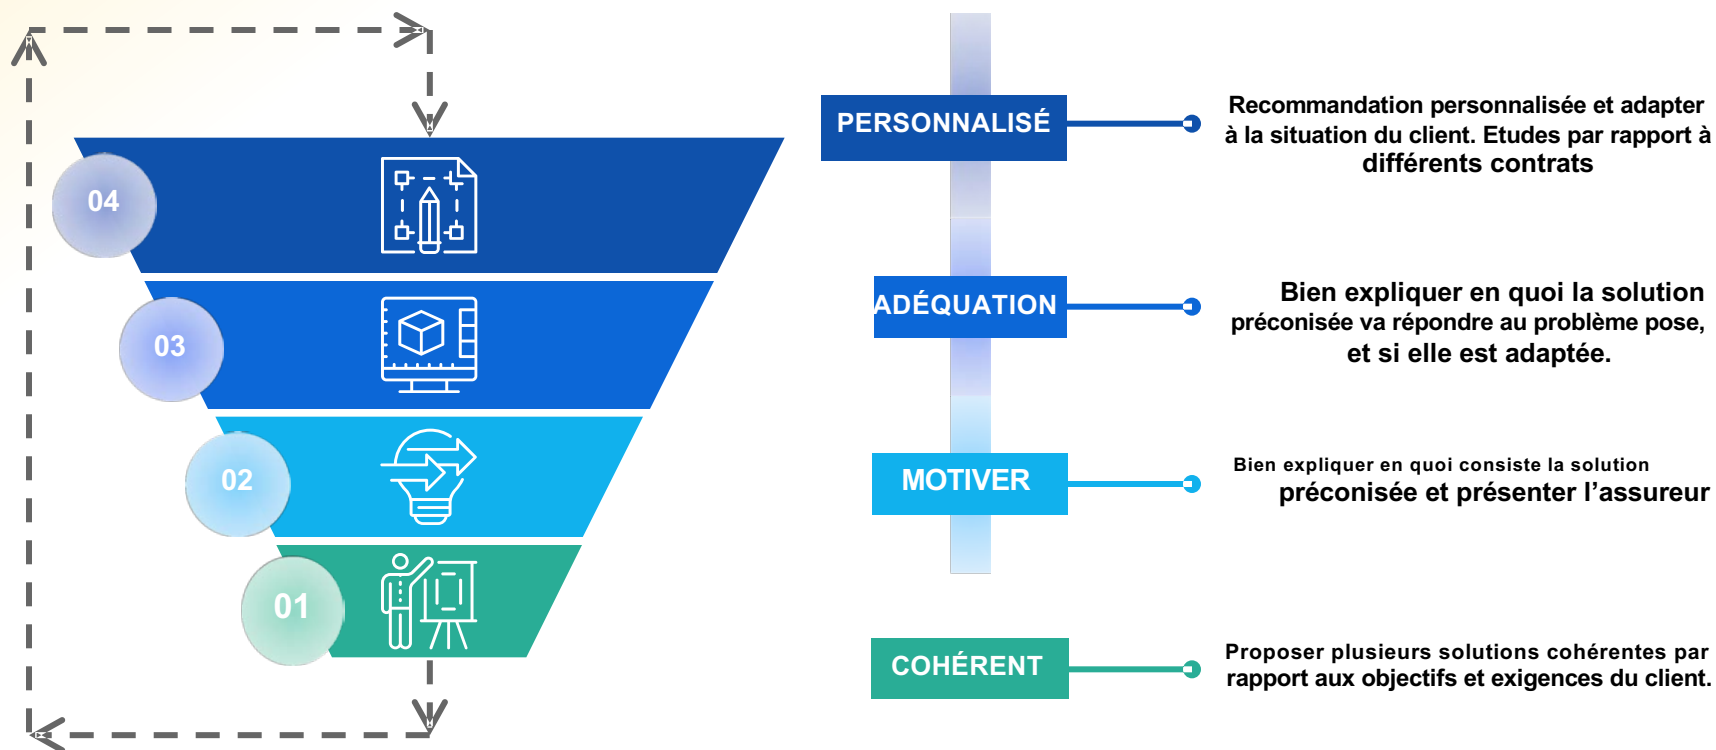 04
03
02
01
PERSONNALISÉ
Recommandation personnalisée et adapter
à la situation du client. Etudes par rapport à
différents contrats
ADÉQUATION
Bien expliquer en quoi la solution
préconisée va répondre au problème pose,
et si elle est adaptée.
MOTIVER
Bien expliquer en quoi consiste la solution
préconisée et présenter l’assureur
COHÉRENT
Proposer plusieurs solutions cohérentes par
rapport aux objectifs et exigences du client.